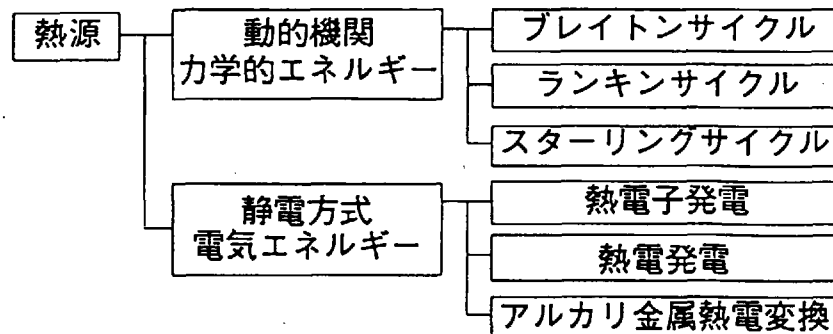 熱源
動的機関
力学的エネルギー
ブレイトンサイクル
ランキンサイクル
スターリングサイクル
静電方式
電気エネルギー
熱電子発電
熱電発電
アルカリ金属熱電変換